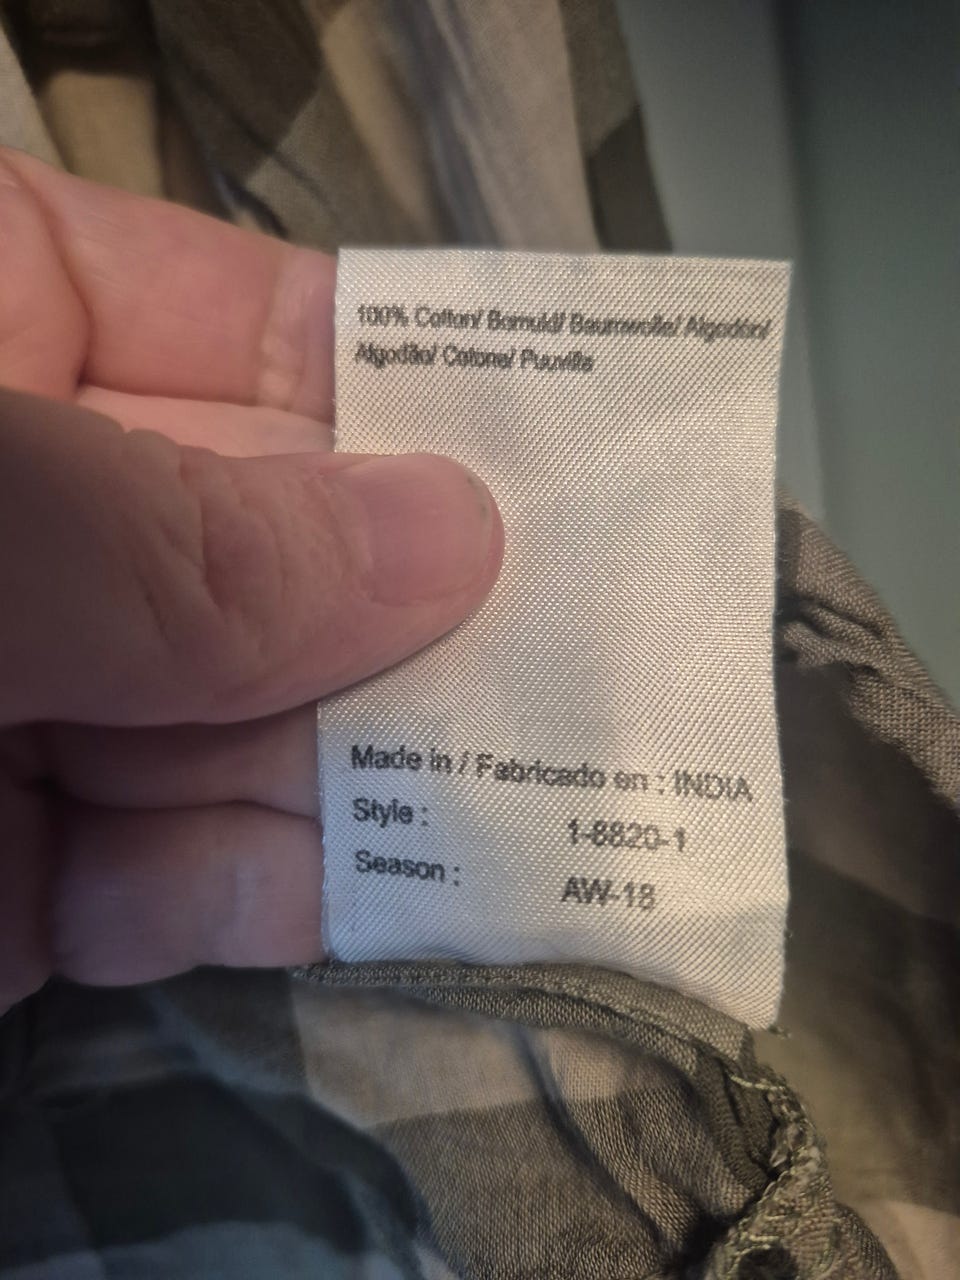 100% Cotton/ Bomuld/ Baumwolle/ Algodón/
Algodão/ Cotone/ Puuvilla
Made in / Fabricado en : INDIA
Style : 1-8820-1
Season : AW-18